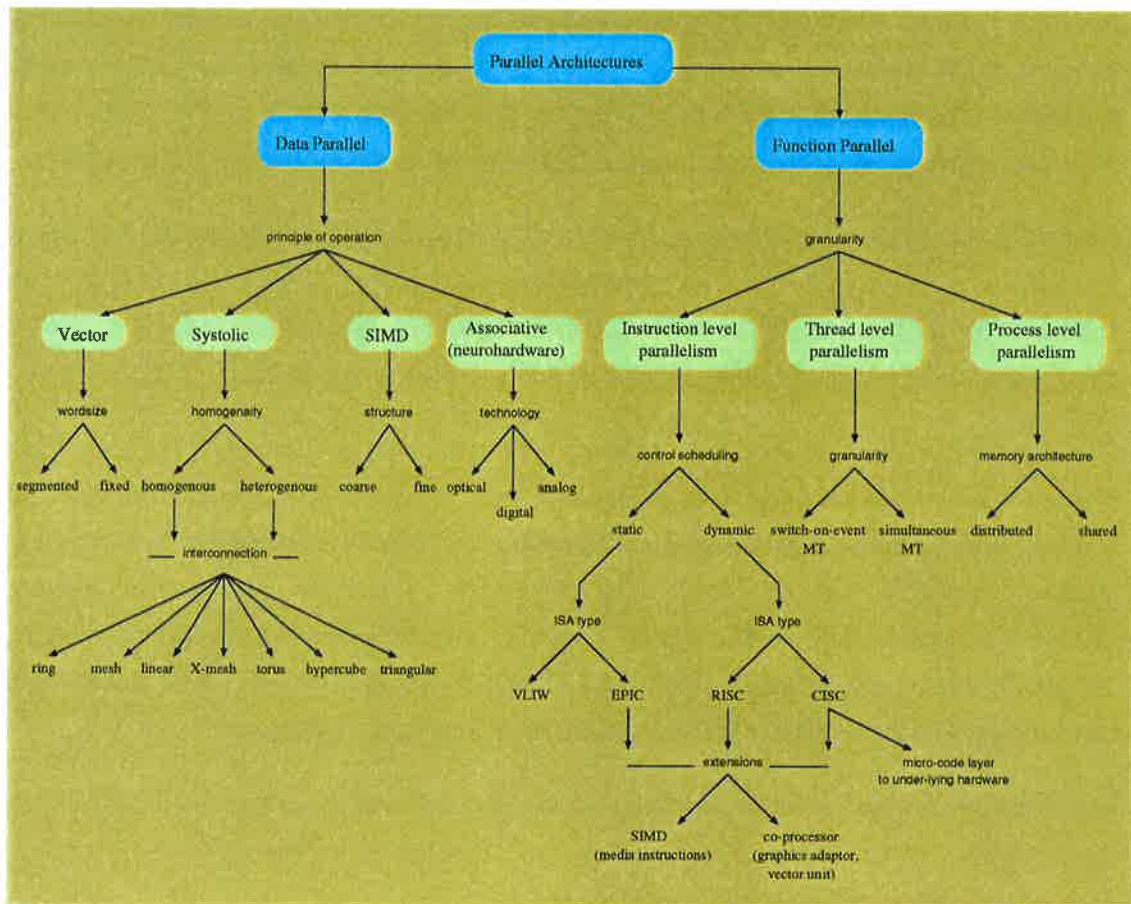 Parallel Architectures
Data Parallel
Function Parallel
principle of operation
granularity
Vector
Systolic
SIMD
Associative
(neurohardware)
Instruction level
parallelism
Thread level
parallelism
Process level
parallelism
wordsize
homogenaity
structure
technology
control scheduling
granularity
memory architecture
segmented
fixed
homogenous
heterogenous
coarse
fine
optical
analog
digital
static
dynamic
switch-on-event
MT
simultaneous
MT
distributed
shared
interconnection
ISA type
ISA type
ring
mesh
linear
X-mesh
torus
hypercube
triangular
VLIW
EPIC
RISC
CISC
extensions
micro-code layer
to under-lying hardware
SIMD
(media instructions)
co-processor
(graphics adaptor,
vector unit)